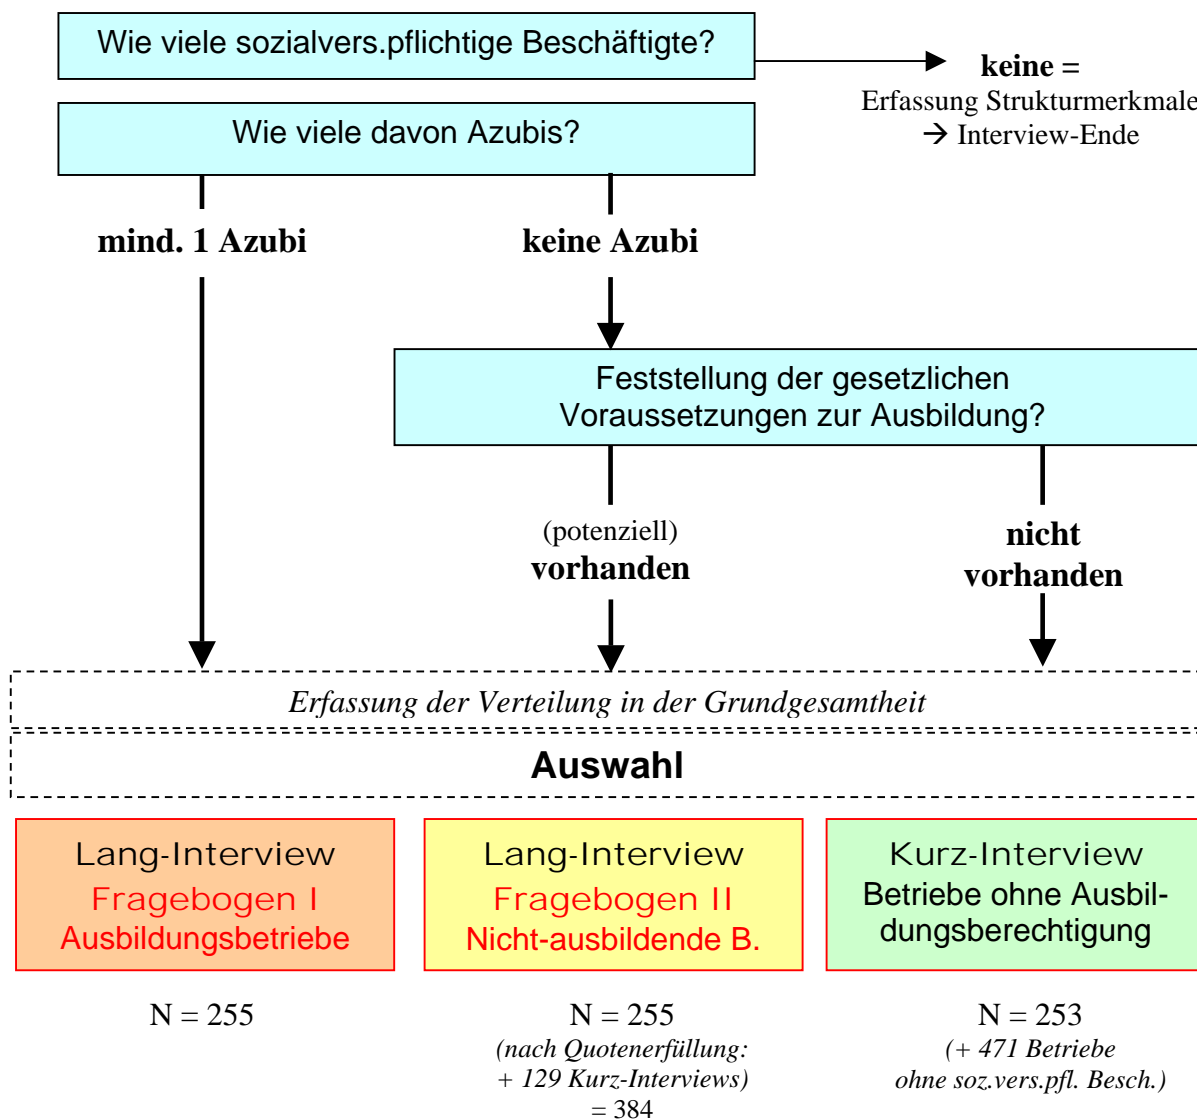 Wie viele sozialvers.pflichtige Beschäftigte?
keine =
Erfassung Strukturmerkmale
→ Interview-Ende
Wie viele davon Azubis?
mind. 1 Azubi
keine Azubi
Feststellung der gesetzlichen
Voraussetzungen zur Ausbildung?
(potenziell)
vorhanden
nicht
vorhanden
Erfassung der Verteilung in der Grundgesamtheit
Auswahl
Lang-Interview
Fragebogen I
Ausbildungsbetriebe
Lang-Interview
Fragebogen II
Nicht-ausbildende B.
Kurz-Interview
Betriebe ohne Ausbil-
dungsberechtigung
N = 255
N = 255
(nach Quotenerfüllung:
+ 129 Kurz-Interviews)
= 384
N = 253
(+ 471 Betriebe
ohne soz.vers.pfl. Besch.)